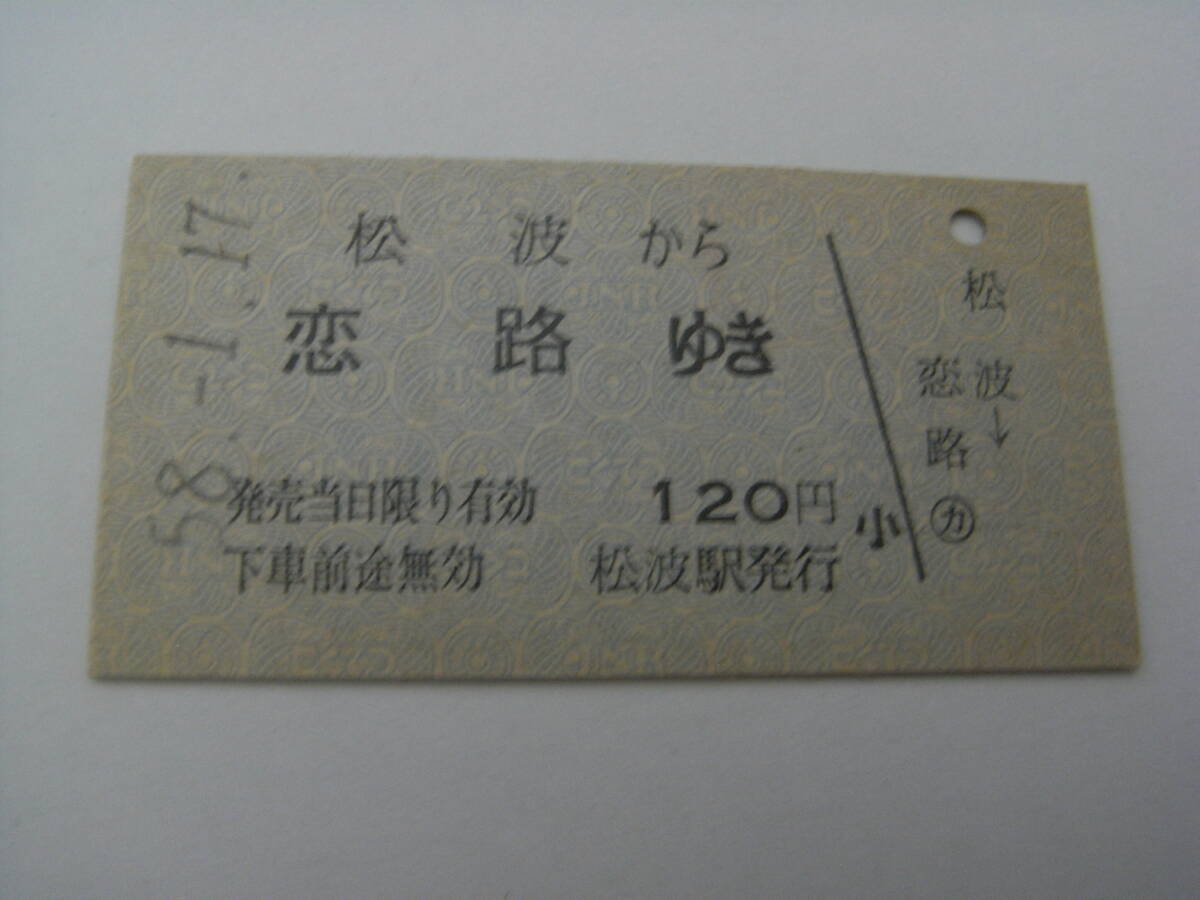 58.-1.17.
松波から
恋路ゆき
発売当日限り有効 120円
下車前途無効 松波駅発行
小
松波→
恋路
㋕